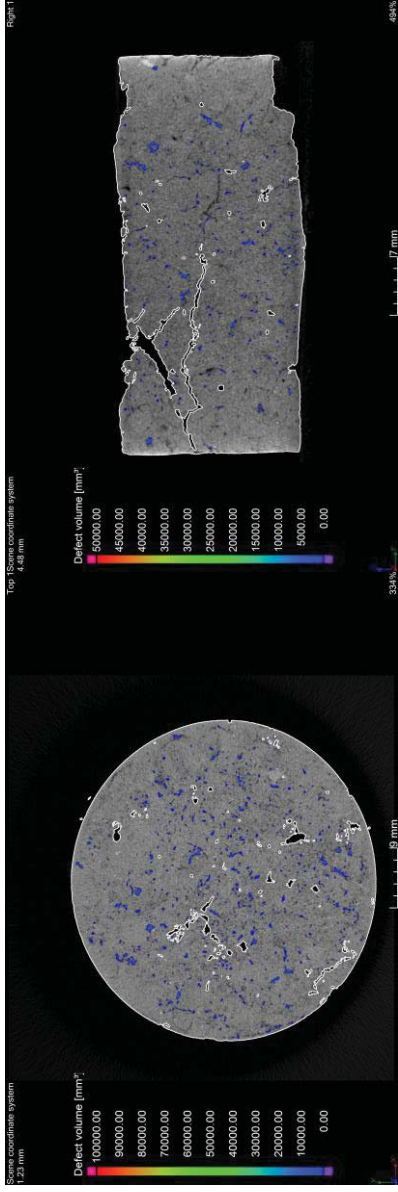 Scene coordinate system
1.23 mm
Defect volume [mm³]
100000.00
90000.00
80000.00
70000.00
60000.00
50000.00
40000.00
30000.00
20000.00
10000.00
0.00
9 mm
334%
Top 1Scene coordinate system
4.48 mm
Defect volume [mm³]
50000.00
45000.00
40000.00
35000.00
30000.00
25000.00
20000.00
15000.00
10000.00
5000.00
0.00
7 mm
Right 1
494%